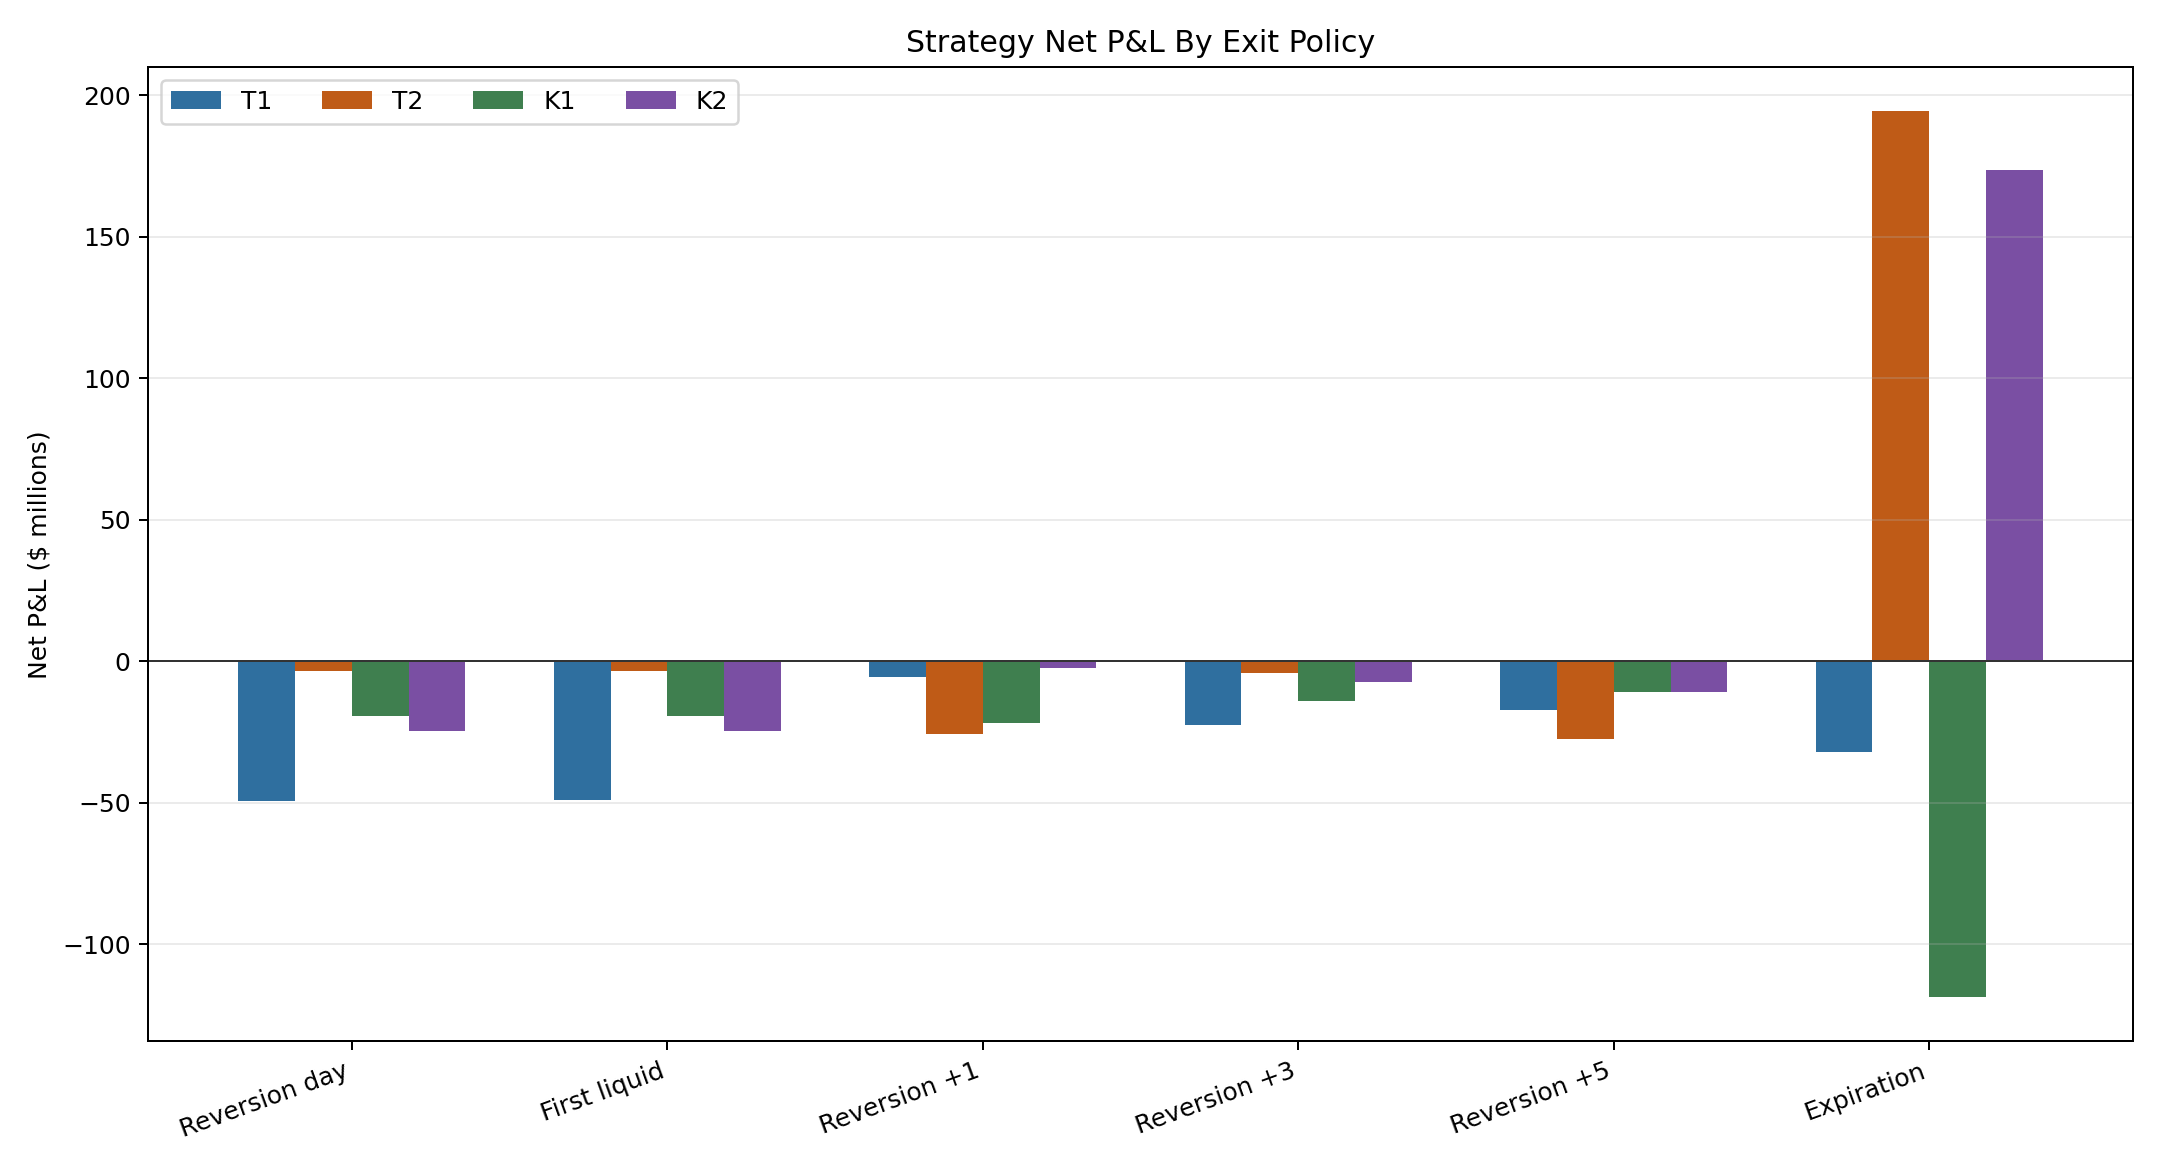 Strategy Net P&L By Exit Policy
T1 T2 K1 K2
Net P&L ($ millions)
200
150
100
50
0
−50
−100
Reversion day
First liquid
Reversion +1
Reversion +3
Reversion +5
Expiration